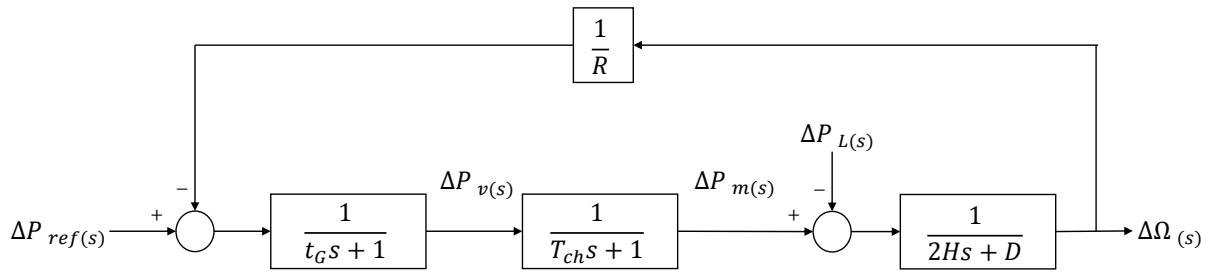 1
R
ΔP L(s)
−
−
ΔP v(s)
ΔP m(s)
ΔP ref(s)
+
1
t_G s + 1
1
T_ch s + 1
+
1
2Hs + D
ΔΩ (s)